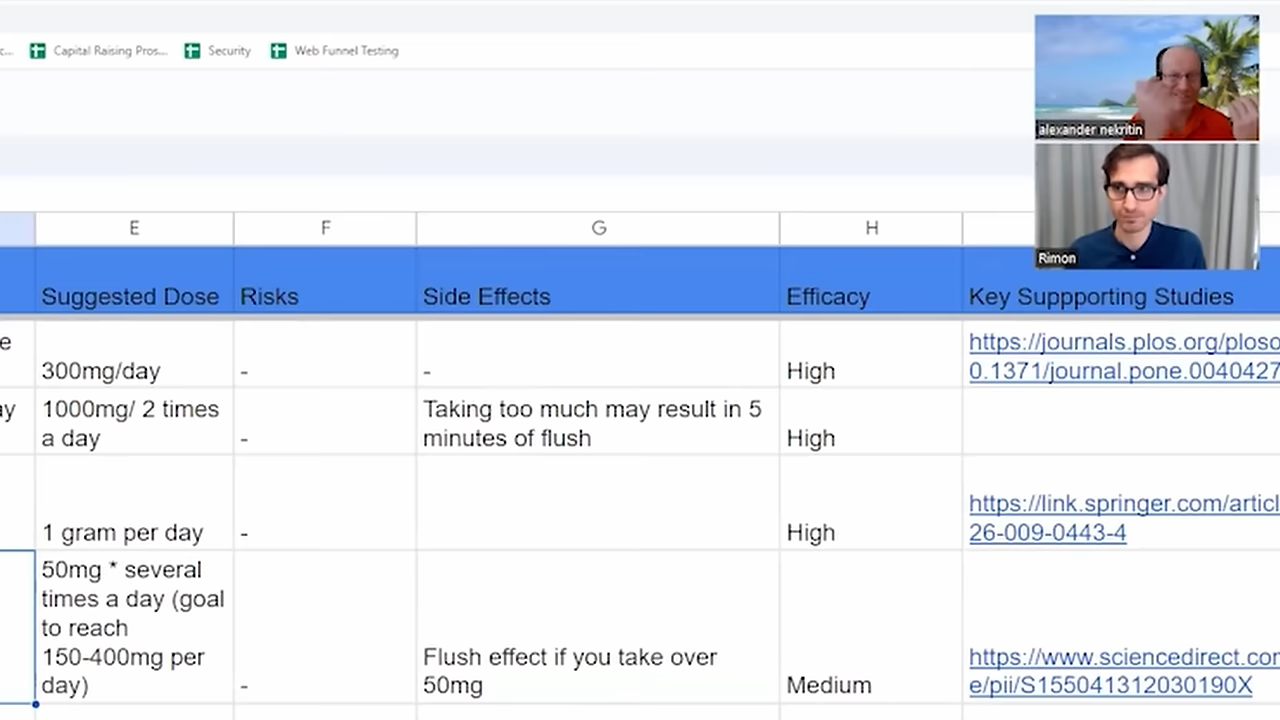 c...
Capital Raising Pros...
Security
Web Funnel Testing
alexander nekritin
Rimon
E
F
G
H
Suggested Dose
Risks
Side Effects
Efficacy
Key Suppporting Studies
e
300mg/day
-
-
High
https://journals.plos.org/ploso
0.1371/journal.pone.0040427
ay
1000mg/ 2 times
a day
-
Taking too much may result in 5
minutes of flush
High
1 gram per day
-
High
https://link.springer.com/articl
26-009-0443-4
50mg * several
times a day (goal
to reach
150-400mg per
day)
-
Flush effect if you take over
50mg
Medium
https://www.sciencedirect.com
e/pii/S155041312030190X